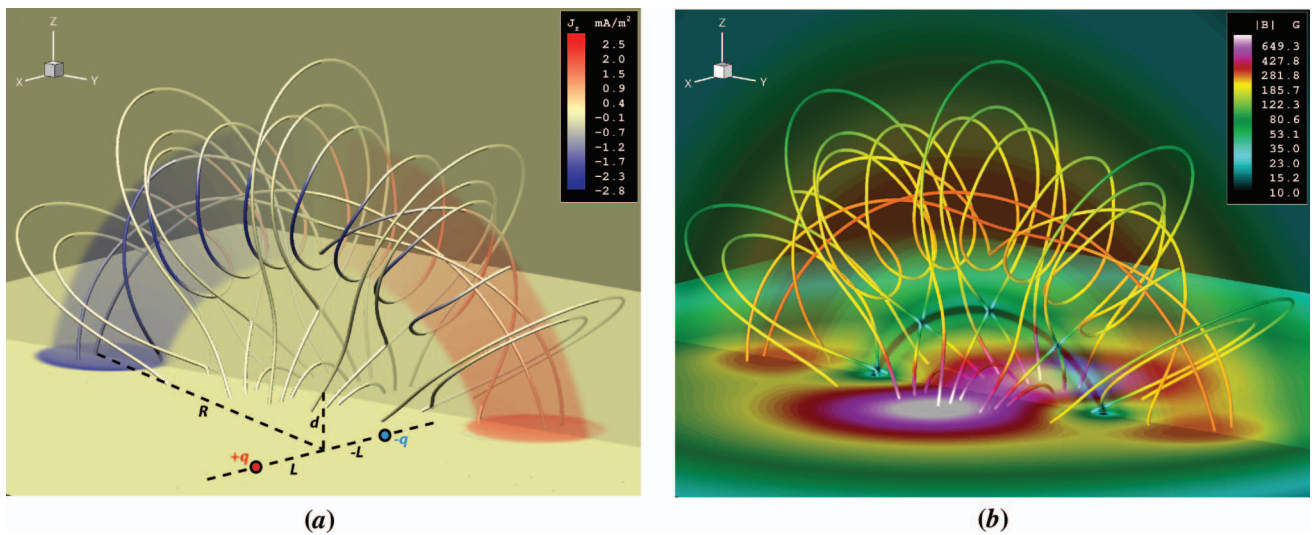 Z
X
Y
Jz mA/m²
2.5
2.0
1.5
0.9
0.4
-0.1
-0.7
-1.2
-1.7
-2.3
-2.8
R
d
+q
L
-L
-q
(a)
Z
X
Y
|B| G
649.3
427.8
281.8
185.7
122.3
80.6
53.1
35.0
23.0
15.2
10.0
(b)